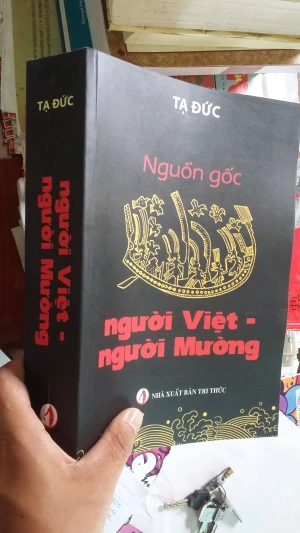 TẠ ĐỨC
người Việt -
người Mường
TẠ ĐỨC
Nguồn gốc
người Việt -
người Mường
NHÀ XUẤT BẢN TRI THỨC